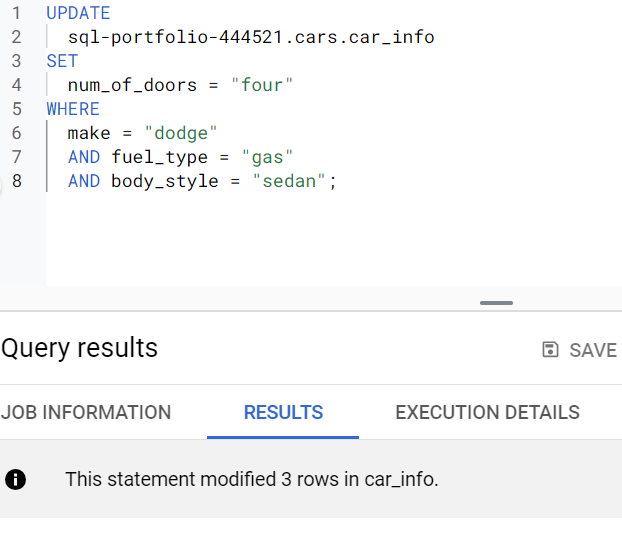 1 UPDATE
2 sql-portfolio-444521.cars.car_info
3 SET
4 num_of_doors = "four"
5 WHERE
6 make = "dodge"
7 AND fuel_type = "gas"
8 AND body_style = "sedan";
Query results
SAVE
JOB INFORMATION RESULTS EXECUTION DETAILS
This statement modified 3 rows in car_info.